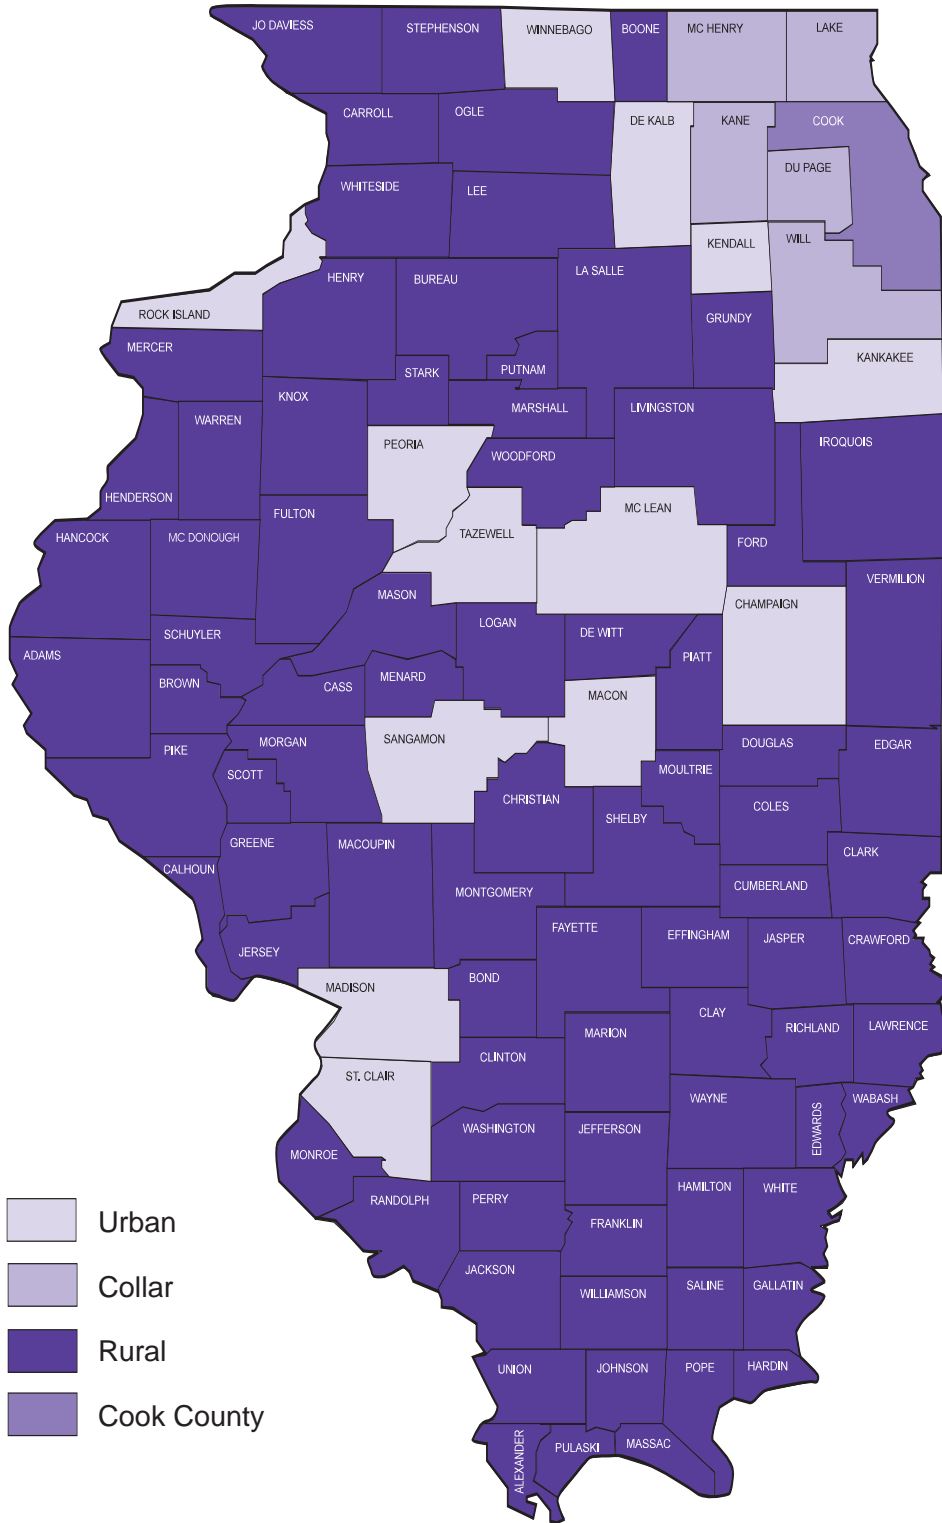 JO DAVIESS
STEPHENSON
WINNEBAGO
BOONE
MC HENRY
LAKE
CARROLL
OGLE
DE KALB
KANE
COOK
DU PAGE
WHITESIDE
LEE
KENDALL
WILL
HENRY
BUREAU
LA SALLE
ROCK ISLAND
GRUNDY
MERCER
KANKAKEE
STARK
PUTNAM
KNOX
MARSHALL
LIVINGSTON
WARREN
PEORIA
WOODFORD
IROQUOIS
HENDERSON
FULTON
MC LEAN
HANCOCK
MC DONOUGH
TAZEWELL
FORD
VERMILION
MASON
CHAMPAIGN
LOGAN
DE WITT
SCHUYLER
ADAMS
PIATT
BROWN
CASS
MENARD
MACON
PIKE
MORGAN
SANGAMON
DOUGLAS
EDGAR
SCOTT
MOULTRIE
CHRISTIAN
COLES
SHELBY
GREENE
MACOUPIN
CLARK
CALHOUN
MONTGOMERY
CUMBERLAND
FAYETTE
EFFINGHAM
JASPER
CRAWFORD
JERSEY
BOND
MADISON
CLAY
RICHLAND
LAWRENCE
MARION
CLINTON
ST. CLAIR
WAYNE
WABASH
EDWARDS
WASHINGTON
JEFFERSON
MONROE
RANDOLPH
PERRY
HAMILTON
WHITE
FRANKLIN
JACKSON
WILLIAMSON
SALINE
GALLATIN
UNION
JOHNSON
POPE
HARDIN
ALEXANDER
PULASKI
MASSAC
Urban
Collar
Rural
Cook County